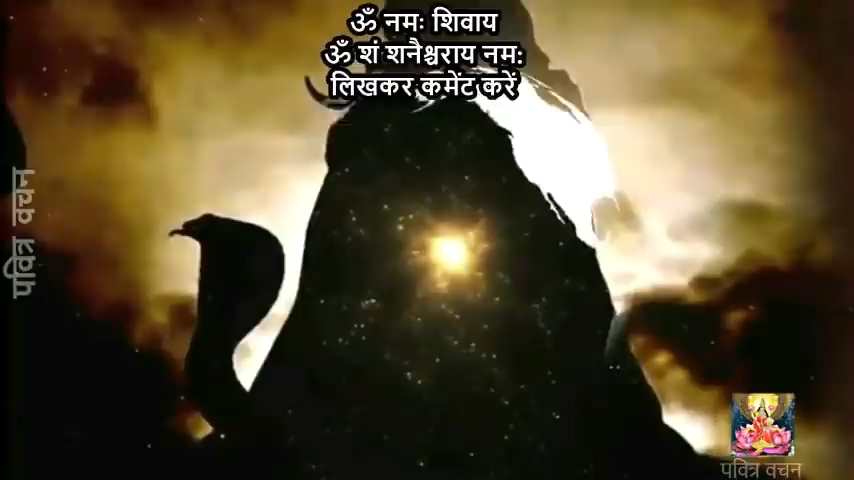 ॐ नमः शिवाय
ॐ शं शनैश्चराय नमः
लिखकर कमेंट करें
पवित्र वचन
पवित्र वचन